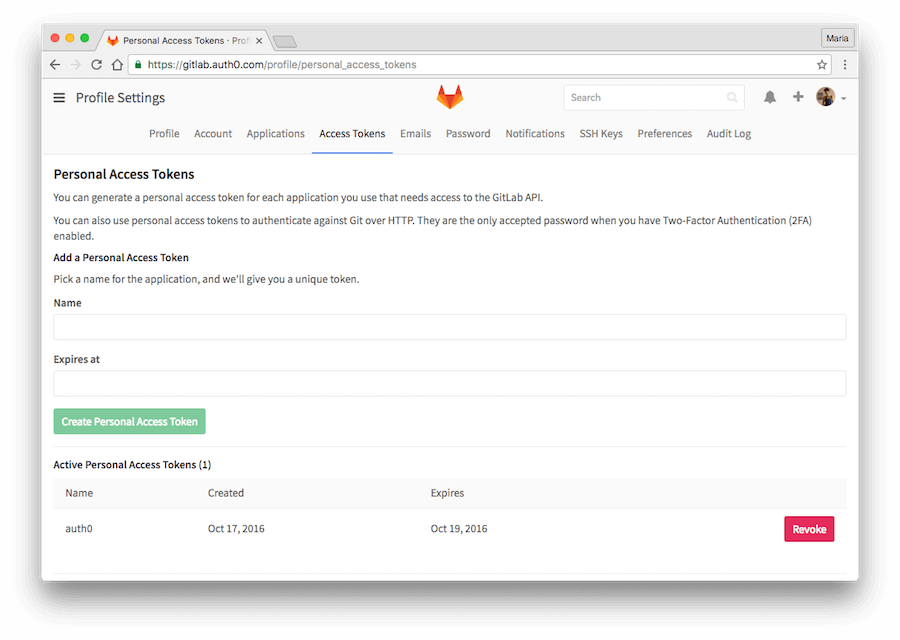 Personal Access Tokens · Prof
Maria
https://gitlab.auth0.com/profile/personal_access_tokens
Profile Settings
Search
Profile Account Applications Access Tokens Emails Password Notifications SSH Keys Preferences Audit Log
Personal Access Tokens
You can generate a personal access token for each application you use that needs access to the GitLab API.
You can also use personal access tokens to authenticate against Git over HTTP. They are the only accepted password when you have Two-Factor Authentication (2FA)
enabled.
Add a Personal Access Token
Pick a name for the application, and we'll give you a unique token.
Name
Expires at
Create Personal Access Token
Active Personal Access Tokens (1)
Name Created Expires
auth0 Oct 17, 2016 Oct 19, 2016 Revoke